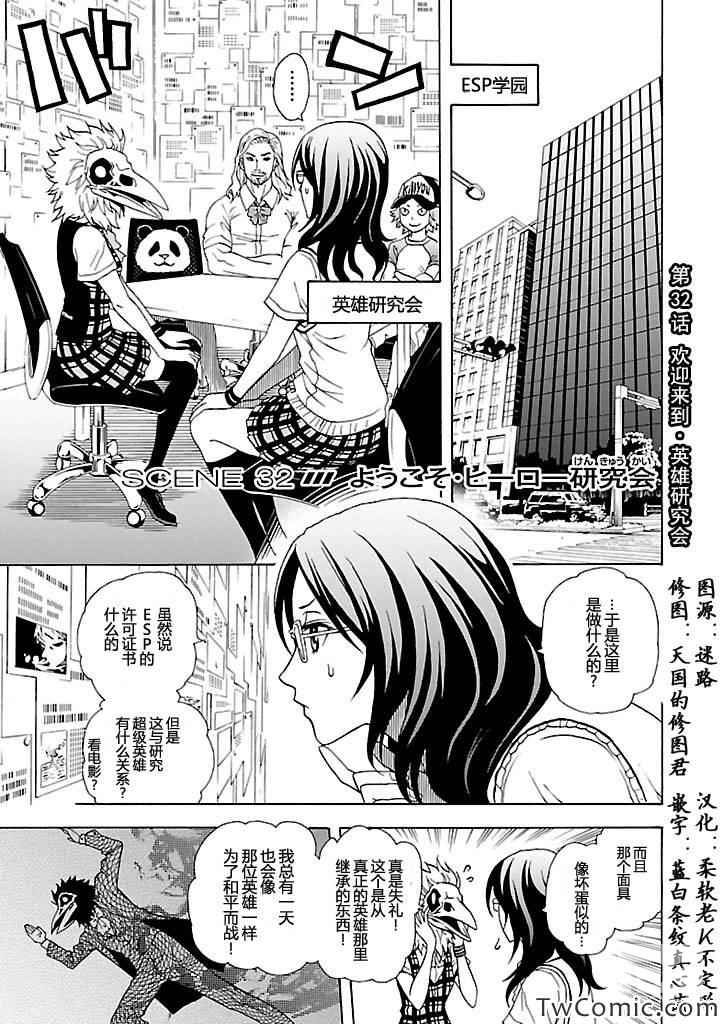 ESP学园
バババーン
……
KillYou
英雄研究会
SCENE 32 ようこそ・ヒーロー研究会
けんきゅうかい
第32话 欢迎来到・英雄研究会
…于是这里
是做什么的？
虽然说
ESP的
许可证书
什么的
但是
这与研究
超级英雄
有什么关系？
看电影？
而且
那个面具
像坏蛋似的…
真是失礼！
这个是从
真正的英雄那里
继承的东西！
我总有一天
也会像
那位英雄一样
为了和平而战！
图源：迷路
汉化：柔软老K不定
修图：天国的修图君
嵌字：蓝白条纹真心
TwComic.com